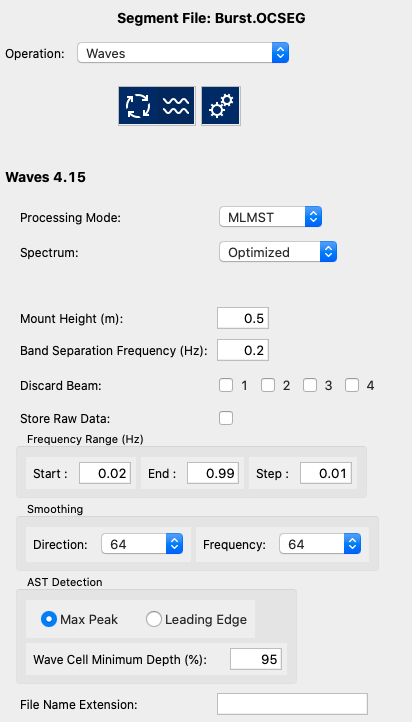 Segment File: Burst.OCSEG
Operation: Waves
Waves 4.15
Processing Mode: MLMST
Spectrum: Optimized
Mount Height (m): 0.5
Band Separation Frequency (Hz): 0.2
Discard Beam: 1 2 3 4
Store Raw Data:
Frequency Range (Hz)
Start : 0.02 End : 0.99 Step : 0.01
Smoothing
Direction: 64 Frequency: 64
AST Detection
Max Peak Leading Edge
Wave Cell Minimum Depth (%): 95
File Name Extension: